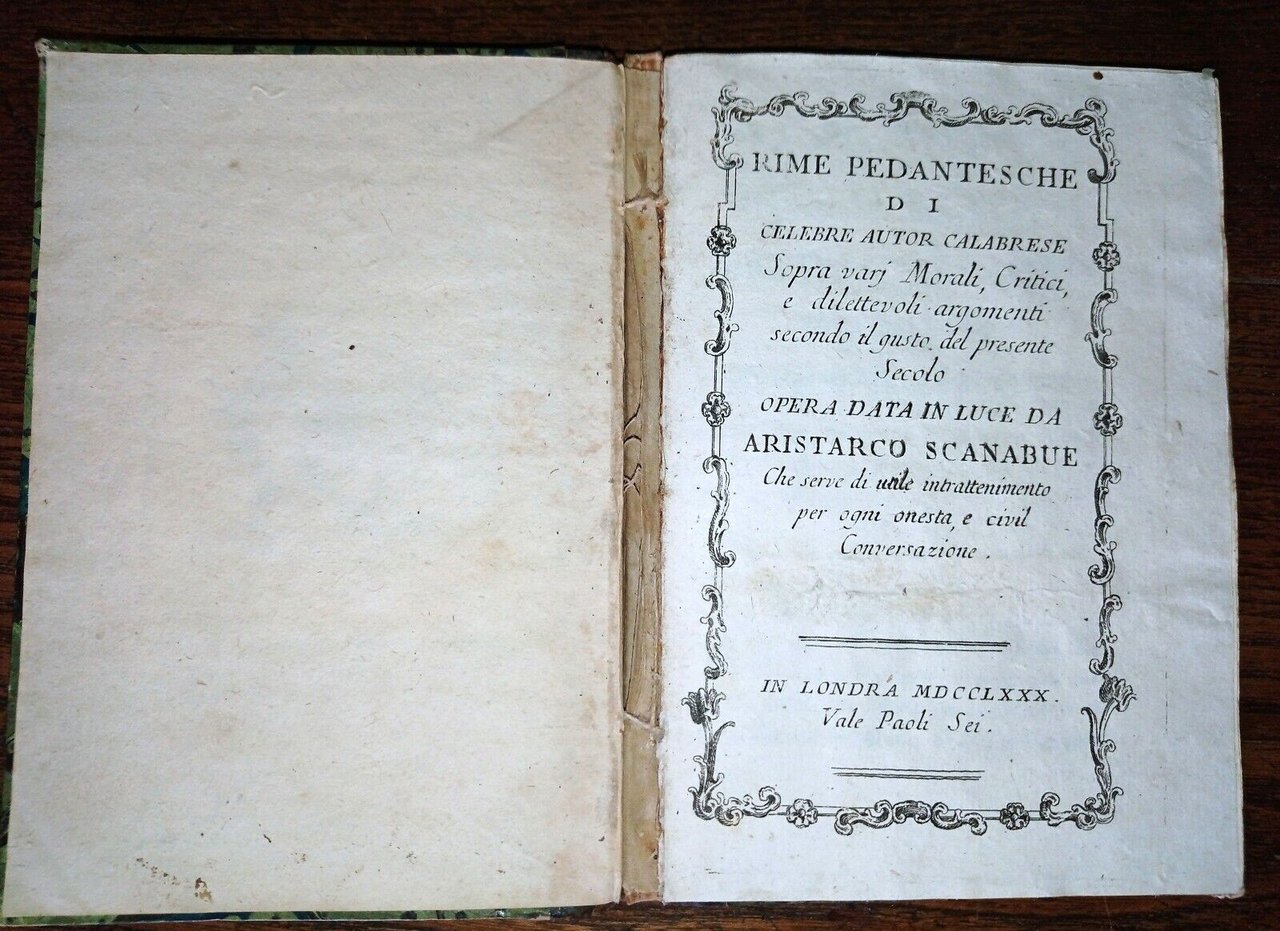 RIME PEDANTESCHE
DI
CELEBRE AUTOR CALABRESE
Sopra varj Morali, Critici,
e dilettevoli argomenti
secondo il gusto del presente
Secolo
OPERA DATA IN LUCE DA
ARISTARCO SCANABUE
Che serve di utile intrattenimento
per ogni onesta, e civil
Conversazione.
IN LONDRA MDCCLXXX.
Vale Paoli Sei.